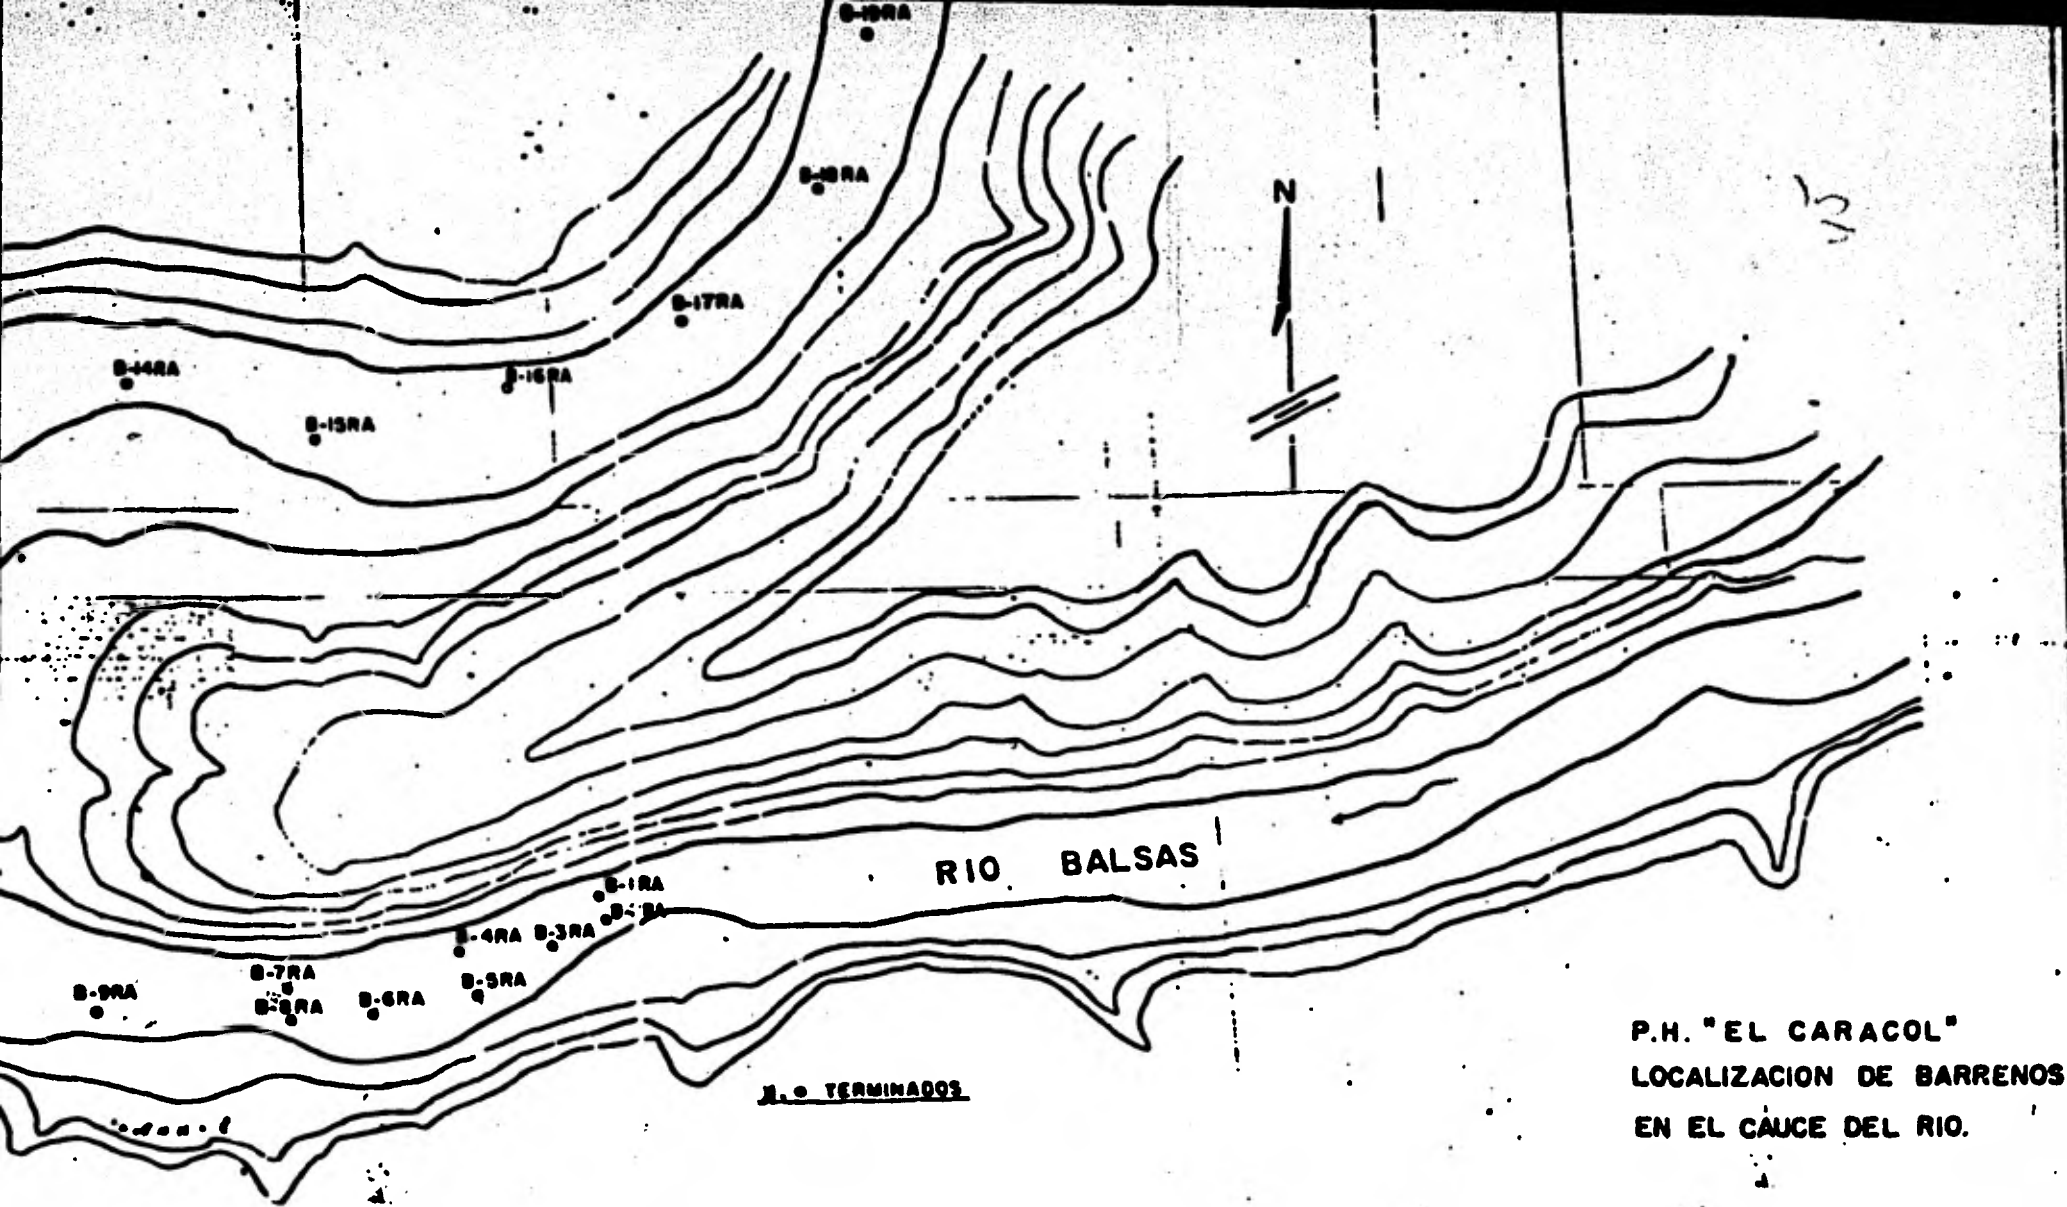 B-19RA
B-18RA
N
B-17RA
B-14RA
B-16RA
B-15RA
RIO BALSAS
B-1RA
B-4RA B-3RA
B-7RA
B-5RA
B-9RA
B-8RA
B-6RA
TERMINADOS
P.H. "EL CARACOL"
LOCALIZACION DE BARRENOS
EN EL CAUCE DEL RIO.